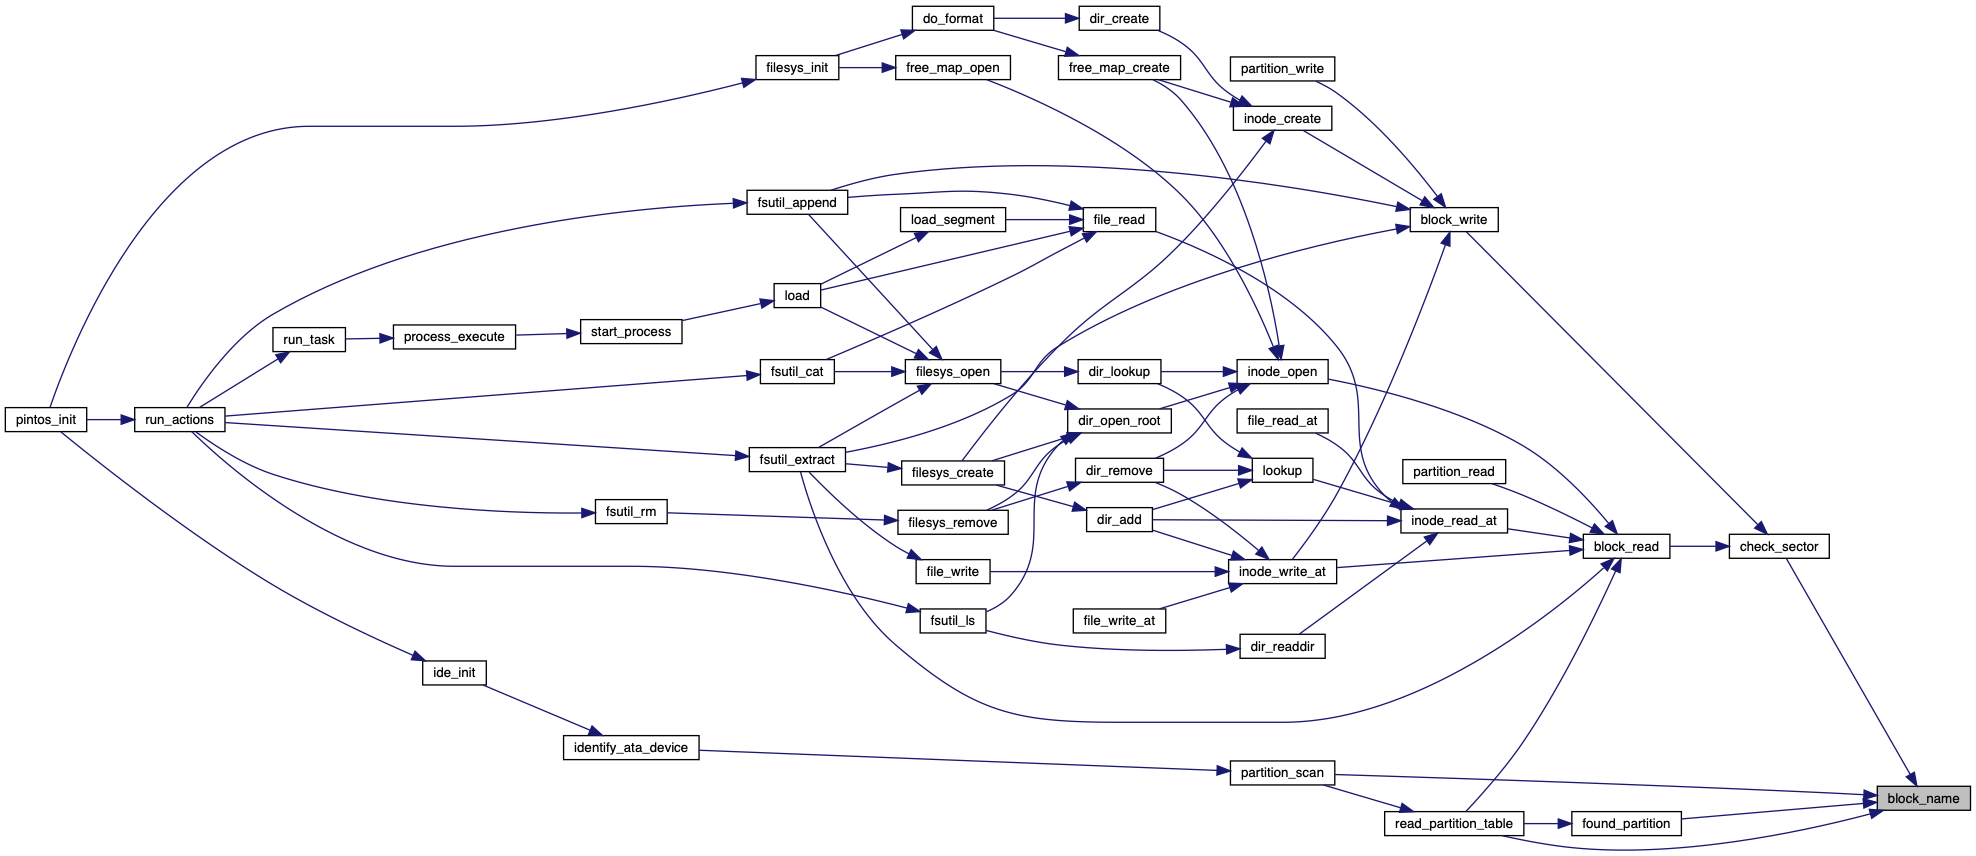 do_format
dir_create
filesys_init
free_map_open
free_map_create
partition_write
inode_create
fsutil_append
load_segment
file_read
block_write
load
run_task
process_execute
start_process
fsutil_cat
filesys_open
dir_lookup
inode_open
pintos_init
run_actions
dir_open_root
file_read_at
fsutil_extract
filesys_create
dir_remove
lookup
partition_read
fsutil_rm
filesys_remove
dir_add
inode_read_at
block_read
check_sector
file_write
inode_write_at
fsutil_ls
file_write_at
dir_readdir
ide_init
identify_ata_device
partition_scan
block_name
read_partition_table
found_partition